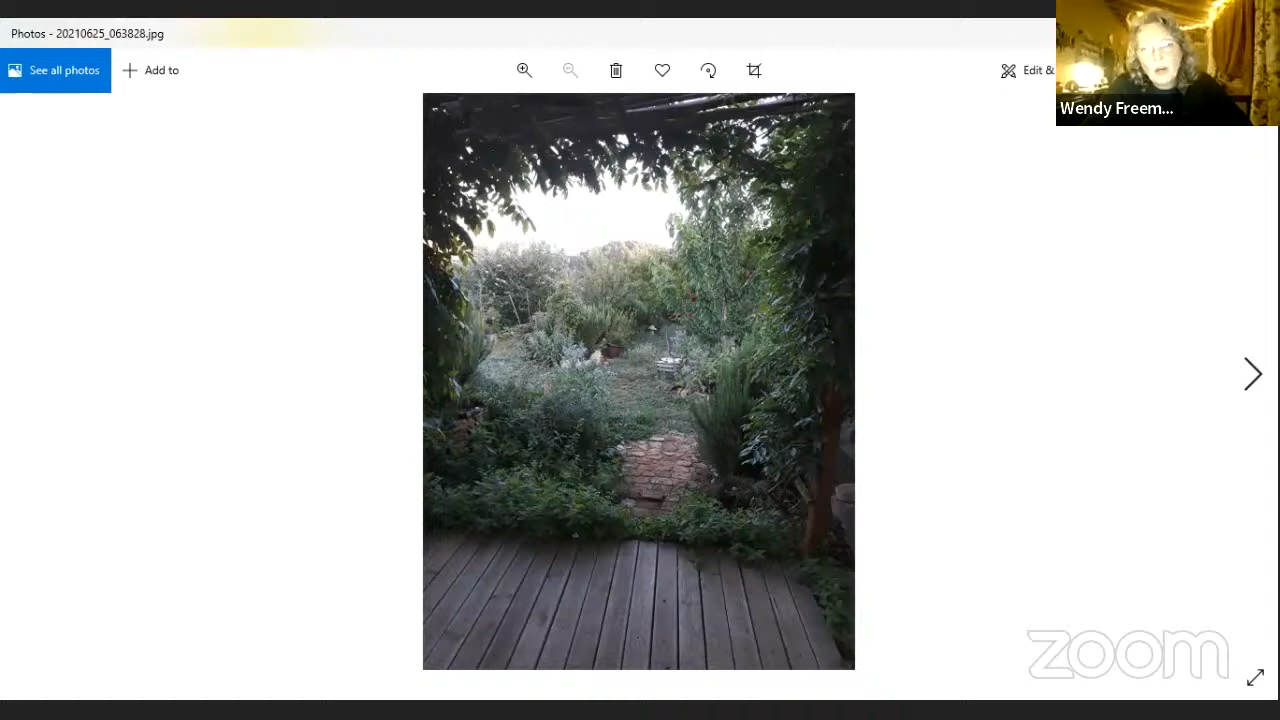 Photos - 20210625_063828.jpg
See all photos
Add to
Edit &
Wendy Freem...
zoom